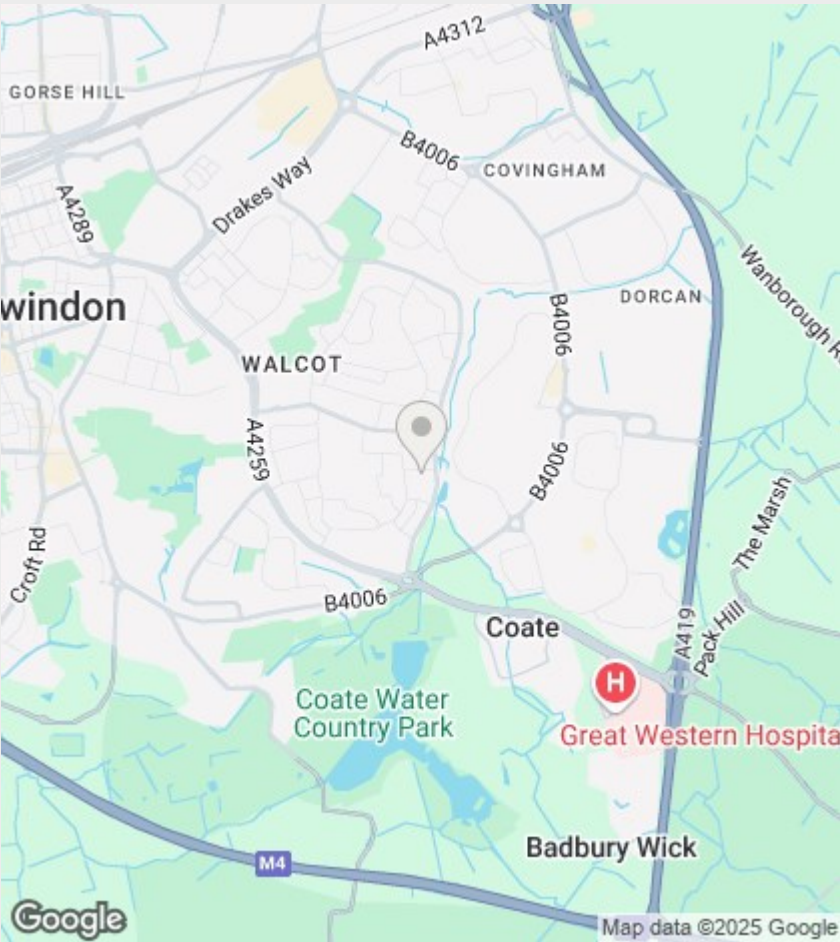 A4312
GORSE HILL
B4006
COVINGHAM
Drakes Way
A4289
Wanborough R
windon
DORCAN
B4006
WALCOT
A4259
B4006
The Marsh
Croft Rd
B4006
A419
Pack Hill
Coate
H
Coate Water
Country Park
Great Western Hospita
Badbury Wick
M4
Google
Map data ©2025 Google